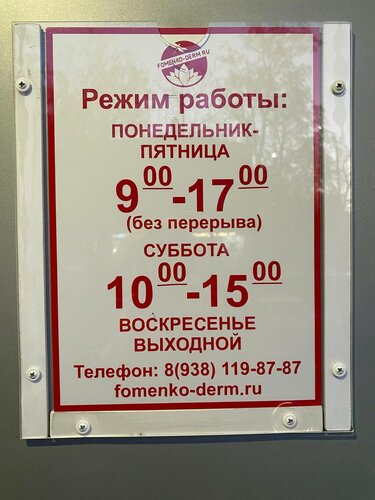 FOMENKO-DERM.RU
Режим работы:
ПОНЕДЕЛЬНИК-
ПЯТНИЦА
9⁰⁰-17⁰⁰
(без перерыва)
СУББОТА
10⁰⁰-15⁰⁰
ВОСКРЕСЕНЬЕ
ВЫХОДНОЙ
Телефон: 8(938) 119-87-87
fomenko-derm.ru